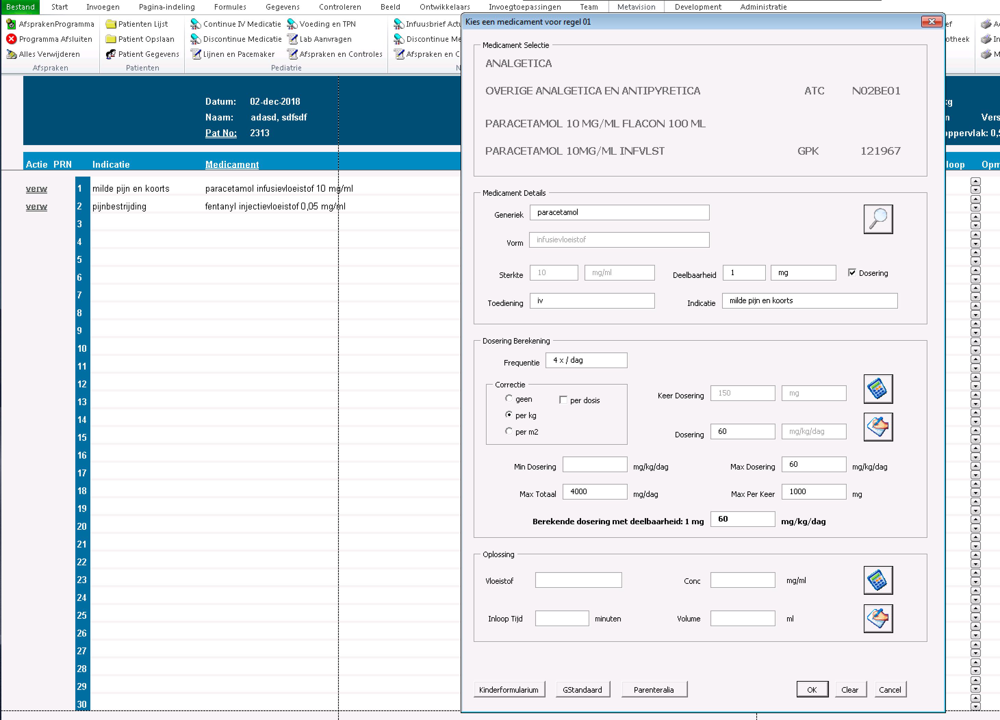 Bestand Start Invoegen Pagina-indeling Formules Gegevens Controleren Beeld Ontwikkelaars Invoegtoepassingen Team Metavision Development Administratie
AfsprakenProgramma Patienten Lijst Continue IV Medicatie Voeding en TPN Infuusbrief Actu
Programma Afsluiten Patient Opslaan Discontinue Medicatie Lab Aanvragen Discontinue Me otheek
Alles Verwijderen Patient Gegevens Lijnen en Pacemaker Afspraken en Controles Afspraken en C
Afspraken Patienten Pediatrie N
Datum: 02-dec-2018
Naam: adasd, sdfsdf Vers
Pat No: 2313 oppervlak: 0,5
Actie PRN Indicatie Medicament loop Opm
verw 1 milde pijn en koorts paracetamol infusievloeistof 10 mg/ml
verw 2 pijnbestrijding fentanyl injectievloeistof 0,05 mg/ml
3
4
5
6
7
8
9
10
11
12
13
14
15
16
17
18
19
20
21
22
23
24
25
26
27
28
29
30
Kies een medicament voor regel 01
Medicament Selectie
ANALGETICA
OVERIGE ANALGETICA EN ANTIPYRETICA ATC N02BE01
PARACETAMOL 10 MG/ML FLACON 100 ML
PARACETAMOL 10MG/ML INFVLST GPK 121967
Medicament Details
Generiek paracetamol
Vorm infusievloeistof
Sterkte 10 mg/ml Deelbaarheid 1 mg Dosering
Toediening iv Indicatie milde pijn en koorts
Dosering Berekening
Frequentie 4 x / dag
Correctie
geen per dosis Keer Dosering 150 mg
per kg
per m2 Dosering 60 mg/kg/dag
Min Dosering mg/kg/dag Max Dosering 60 mg/kg/dag
Max Totaal 4000 mg/dag Max Per Keer 1000 mg
Berekende dosering met deelbaarheid: 1 mg 60 mg/kg/dag
Oplossing
Vloeistof Conc mg/ml
Inloop Tijd minuten Volume ml
Kinderformularium GStandaard Parenteralia OK Clear Cancel